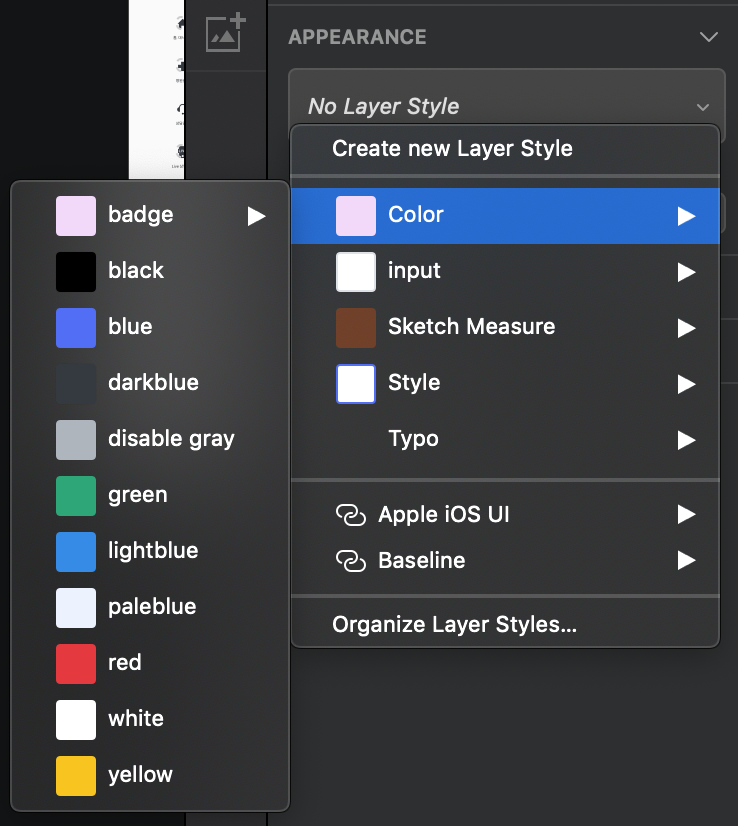 APPEARANCE
No Layer Style
Create new Layer Style
Color
input
Sketch Measure
Style
Typo
Apple iOS UI
Baseline
Organize Layer Styles...
badge
black
blue
darkblue
disable gray
green
lightblue
paleblue
red
white
yellow